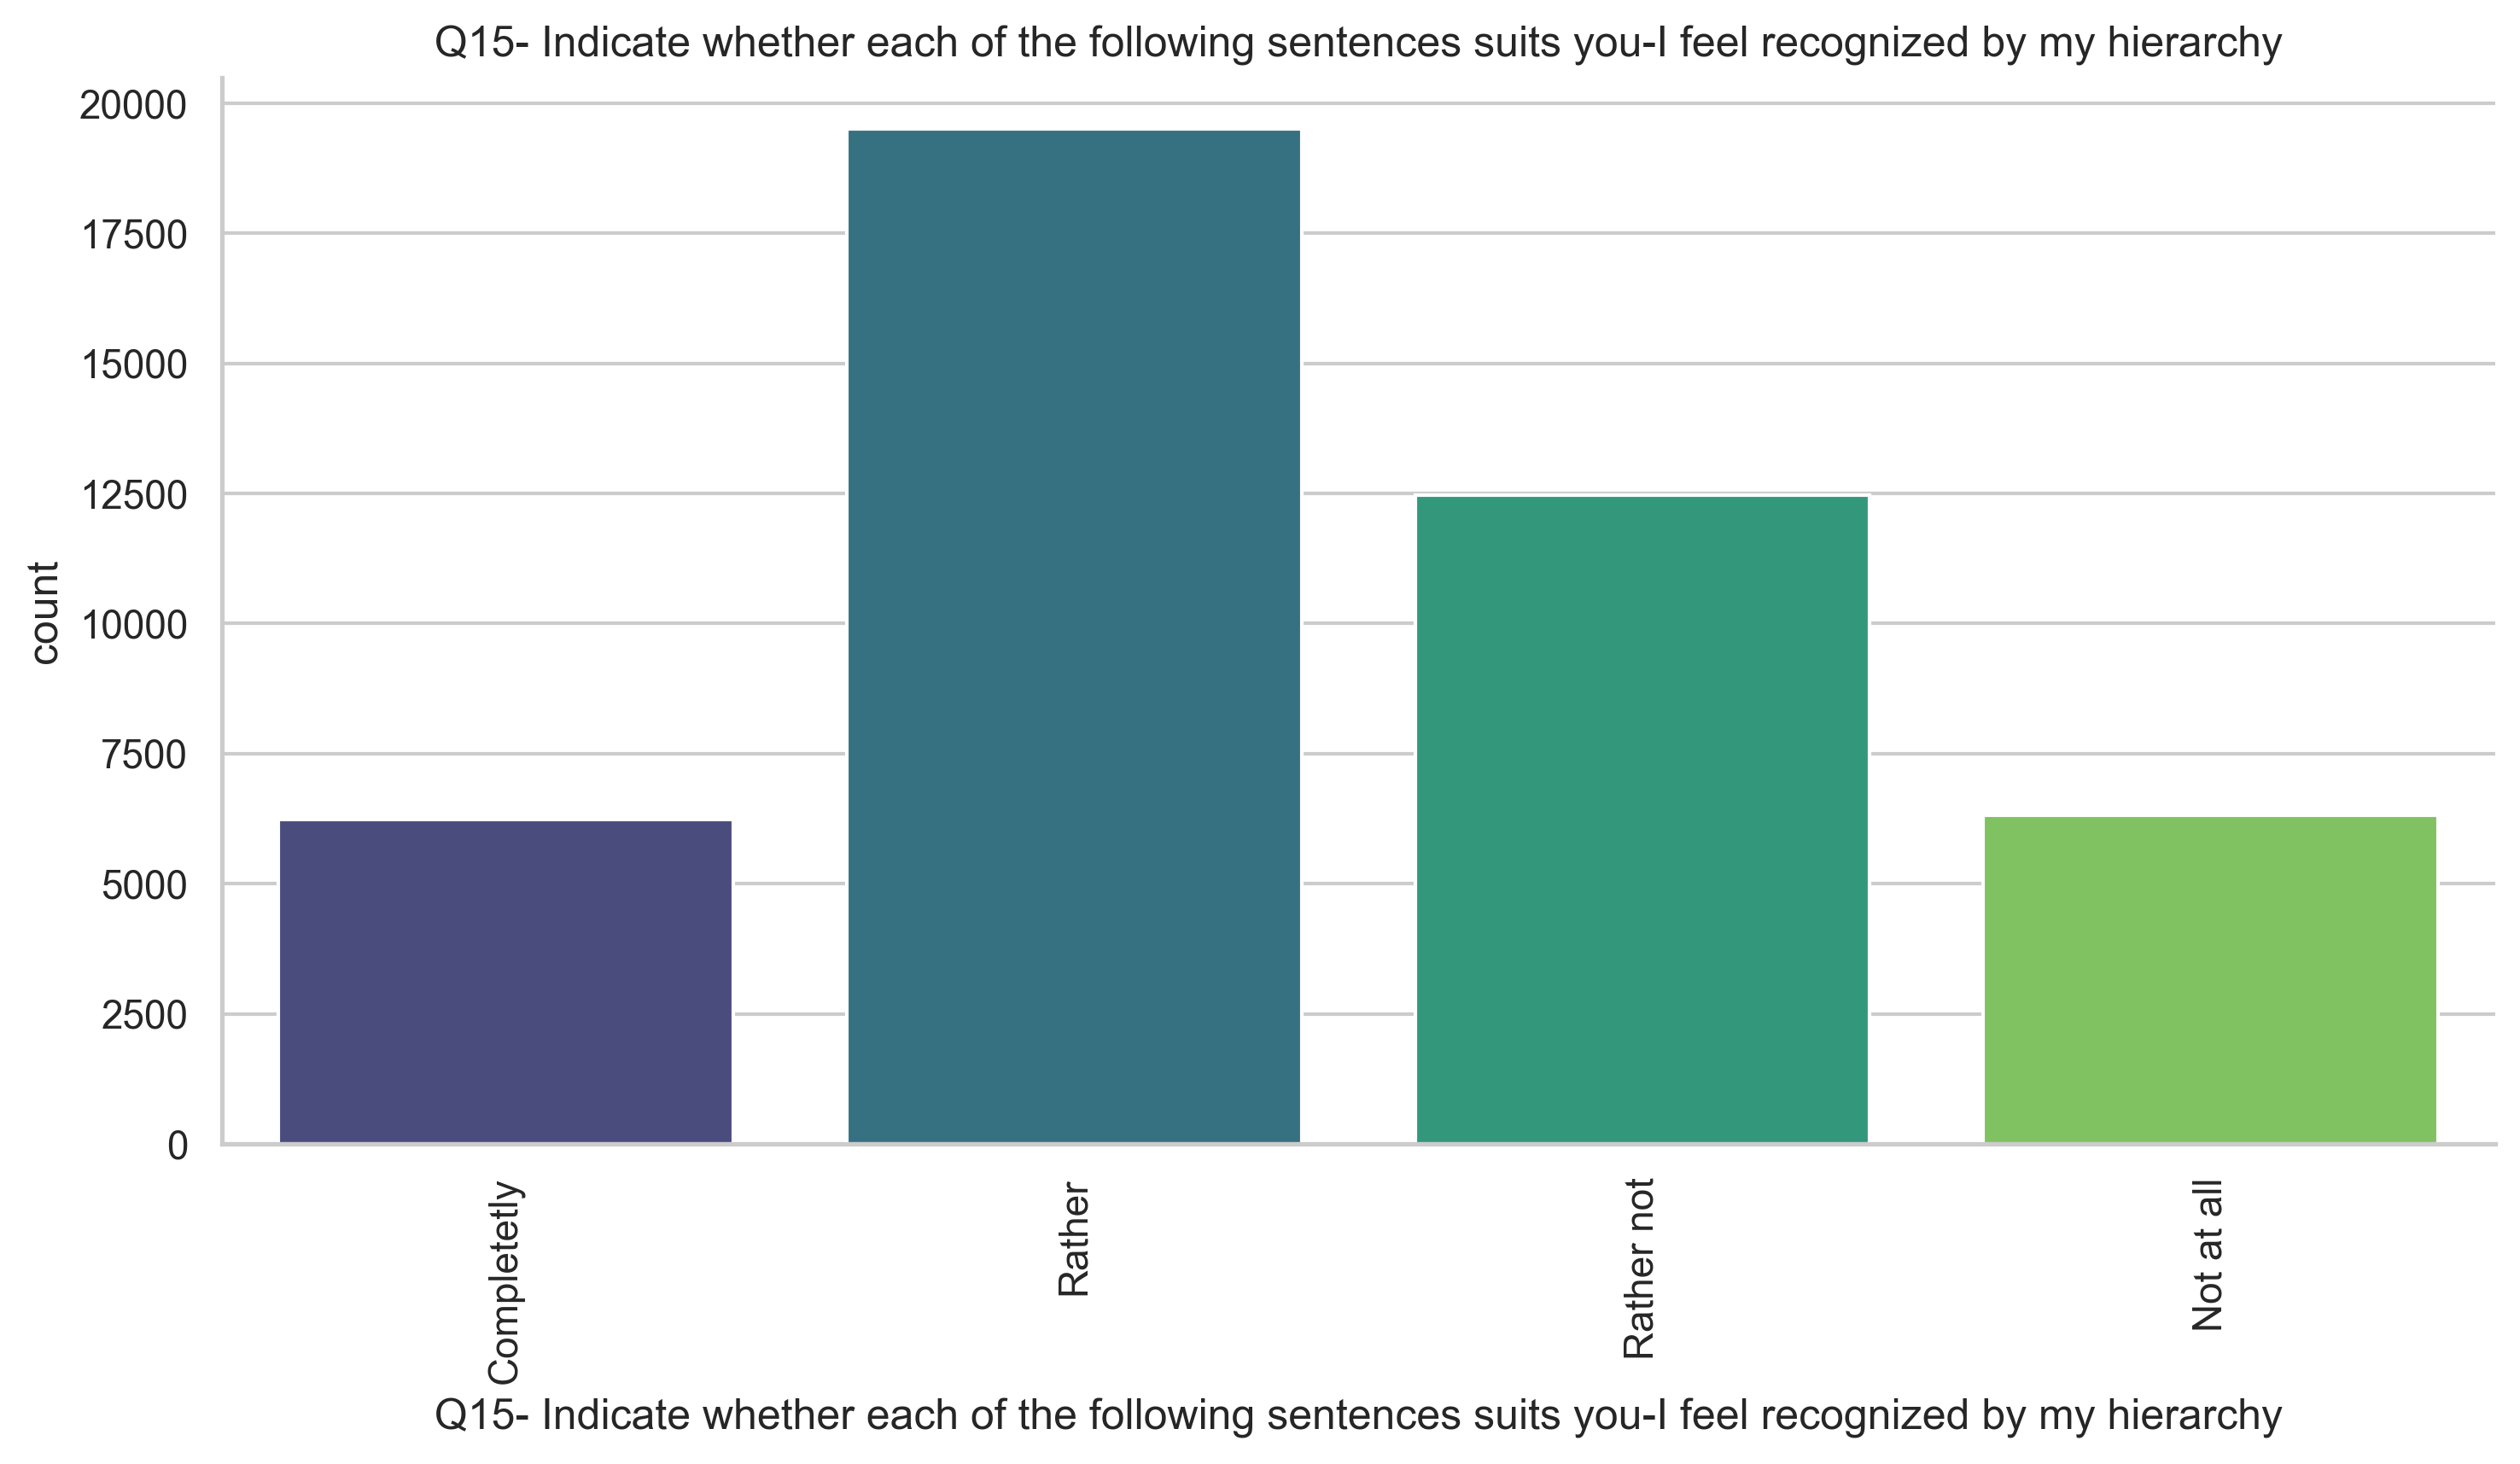 Q15- Indicate whether each of the following sentences suits you-I feel recognized by my hierarchy
20000
17500
15000
12500
10000
7500
5000
2500
0
count
Completetly
Rather
Rather not
Not at all
Q15- Indicate whether each of the following sentences suits you-I feel recognized by my hierarchy